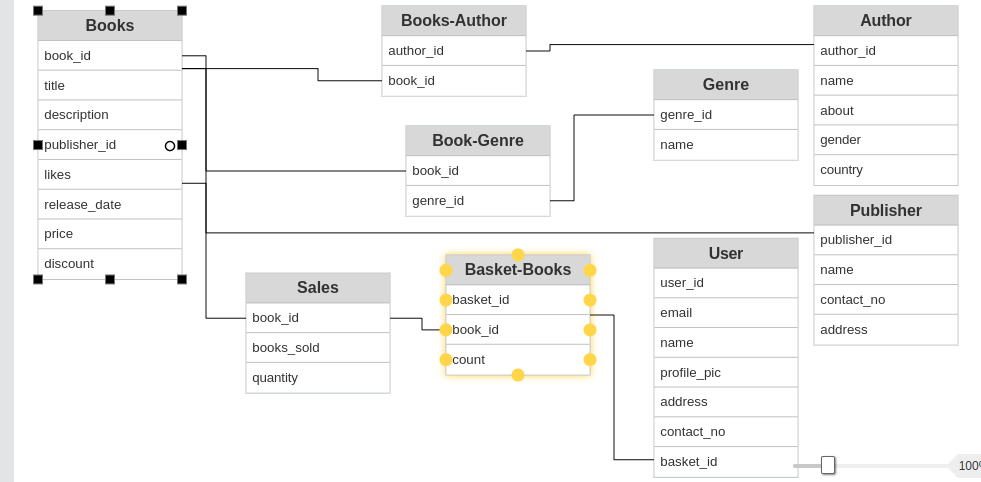 Books
book_id
title
description
publisher_id
likes
release_date
price
discount
Books-Author
author_id
book_id
Book-Genre
book_id
genre_id
Genre
genre_id
name
Author
author_id
name
about
gender
country
Publisher
publisher_id
name
contact_no
address
Sales
book_id
books_sold
quantity
Basket-Books
basket_id
book_id
count
User
user_id
email
name
profile_pic
address
contact_no
basket_id
100%